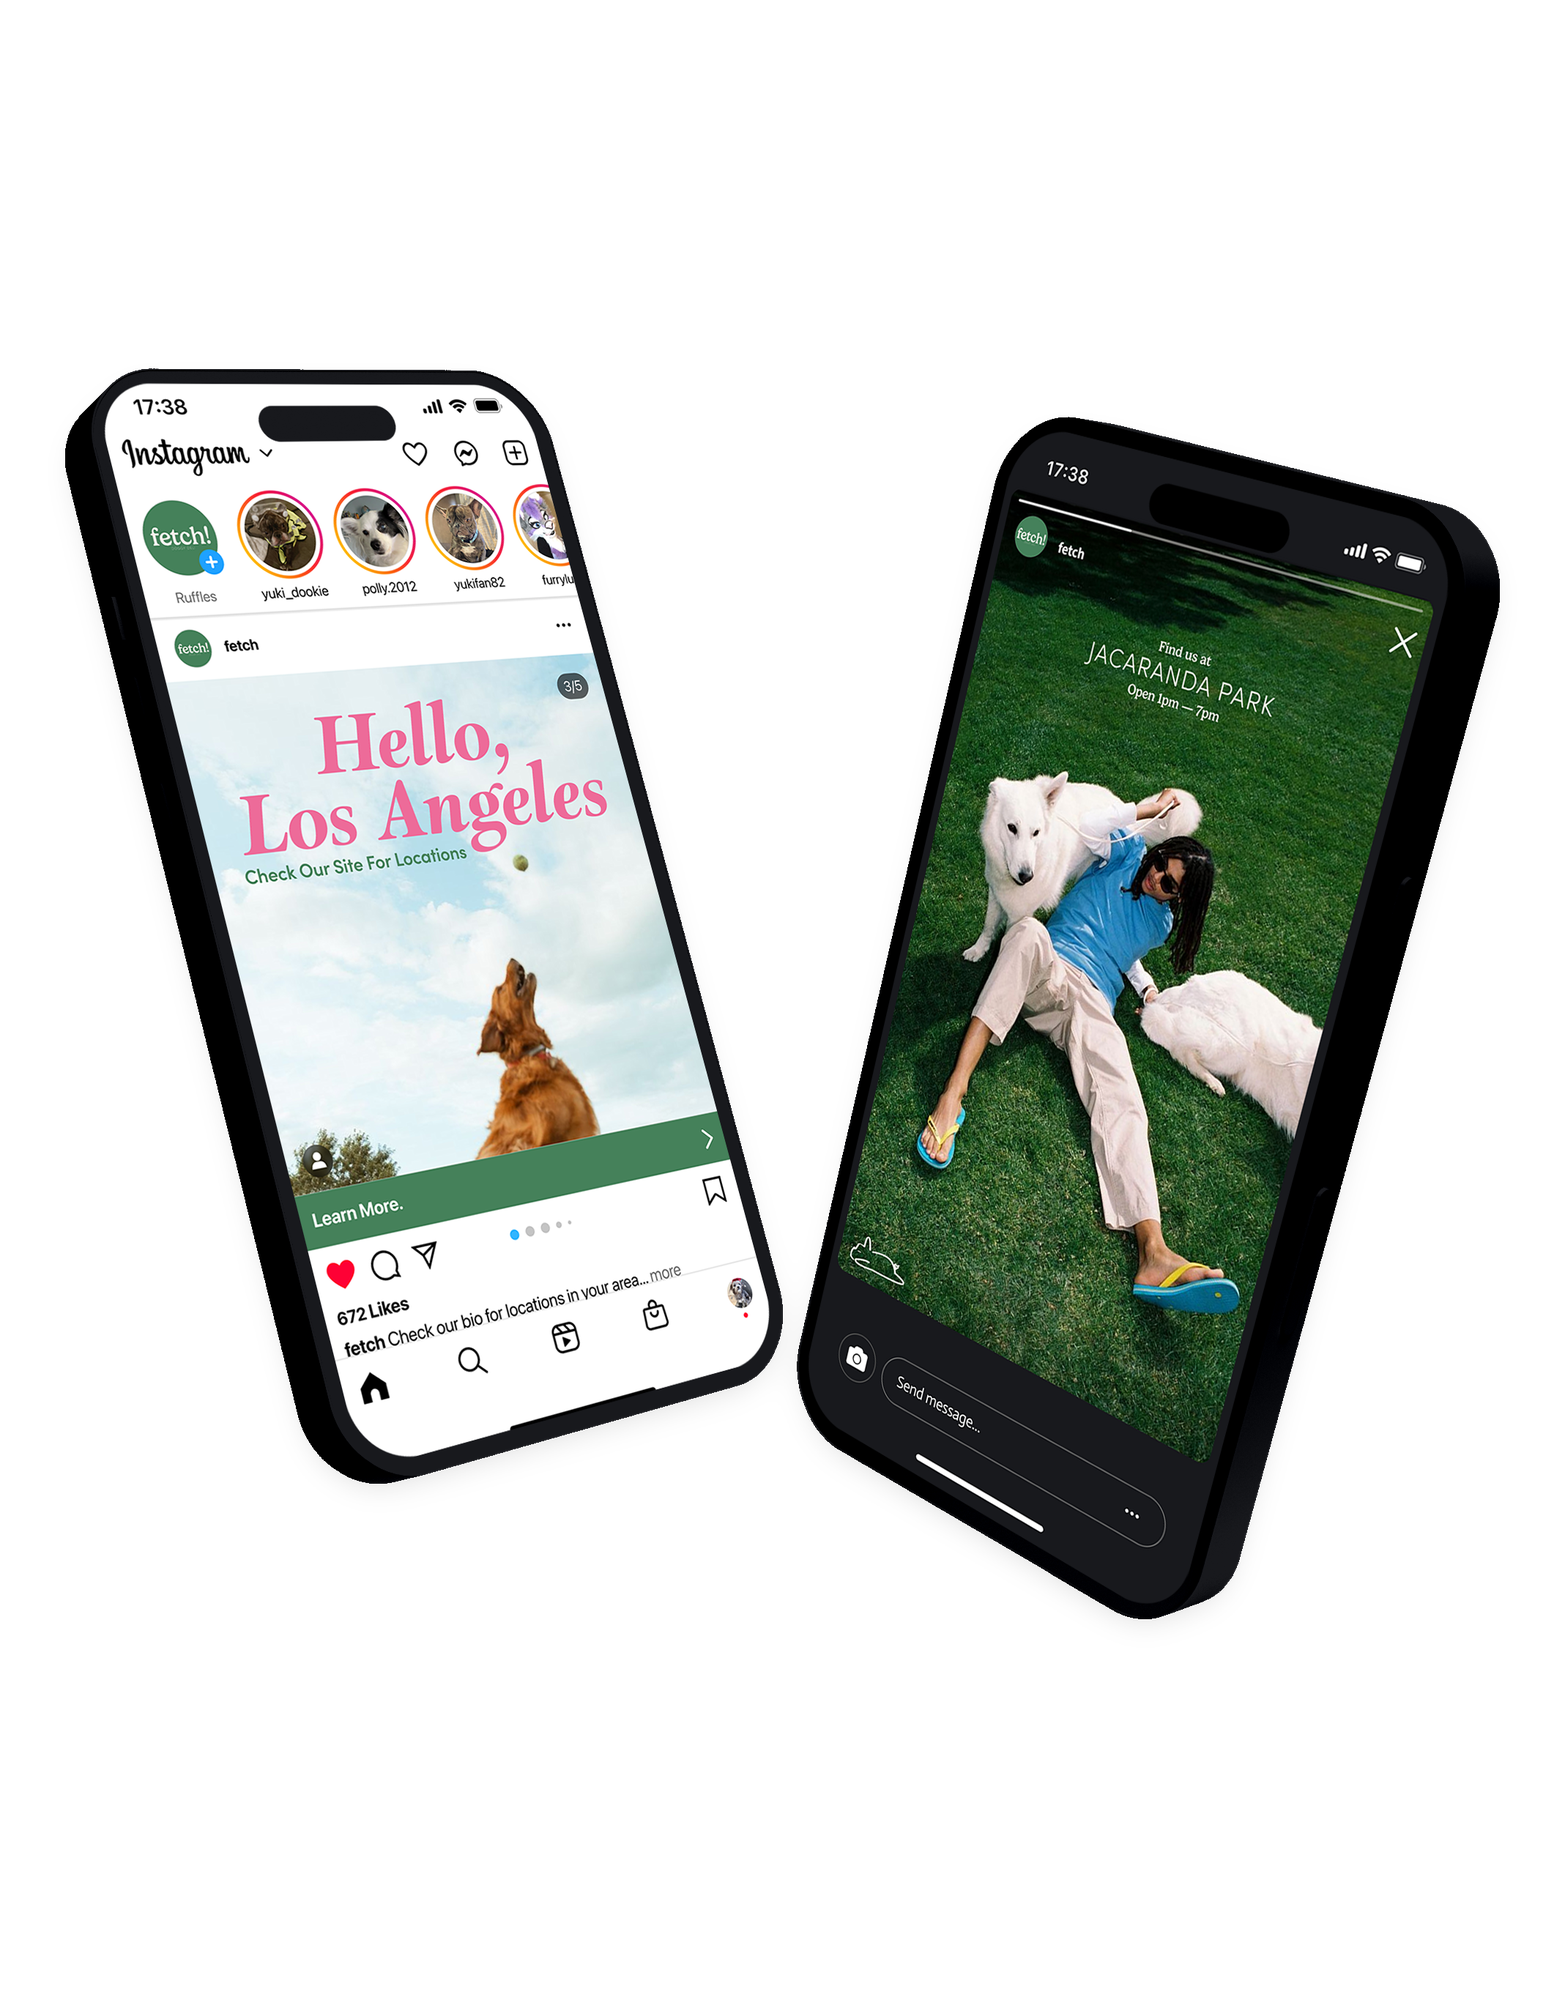 17:38
Instagram
fetch!
Ruffles
yuki_dookie
polly.2012
yukifan82
furrylu
fetch!
fetch
3/5
Hello,
Los Angeles
Check Our Site For Locations
Learn More.
672 Likes
fetch Check our bio for locations in your area... more
17:38
fetch!
fetch
Find us at
JACARANDA PARK
Open 1pm — 7pm
Send message...